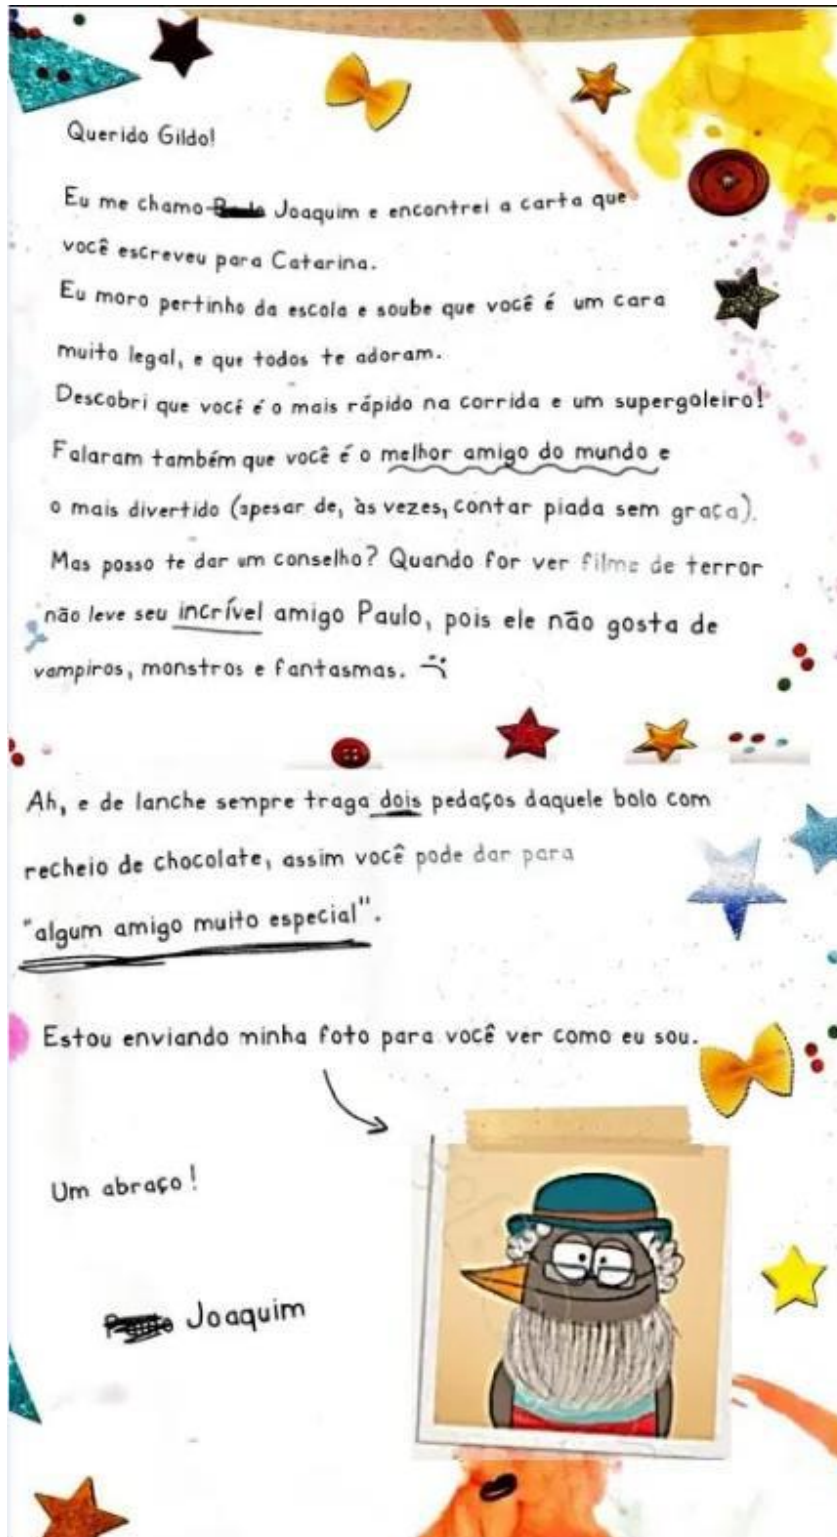 Querido Gildo!
Eu me chamo Joaquim e encontrei a carta que
você escreveu para Catarina.
Eu moro pertinho da escola e soube que você é um cara
muito legal, e que todos te adoram.
Descobri que você é o mais rápido na corrida e um supergoleiro!
Falaram também que você é o melhor amigo do mundo e
o mais divertido (apesar de, às vezes, contar piada sem graça).
Mas posso te dar um conselho? Quando for ver filme de terror
não leve seu incrível amigo Paulo, pois ele não gosta de
vampiros, monstros e fantasmas.
Ah, e de lanche sempre traga dois pedaços daquele bolo com
recheio de chocolate, assim você pode dar para
"algum amigo muito especial".
Estou enviando minha foto para você ver como eu sou.
Um abraço!
Joaquim